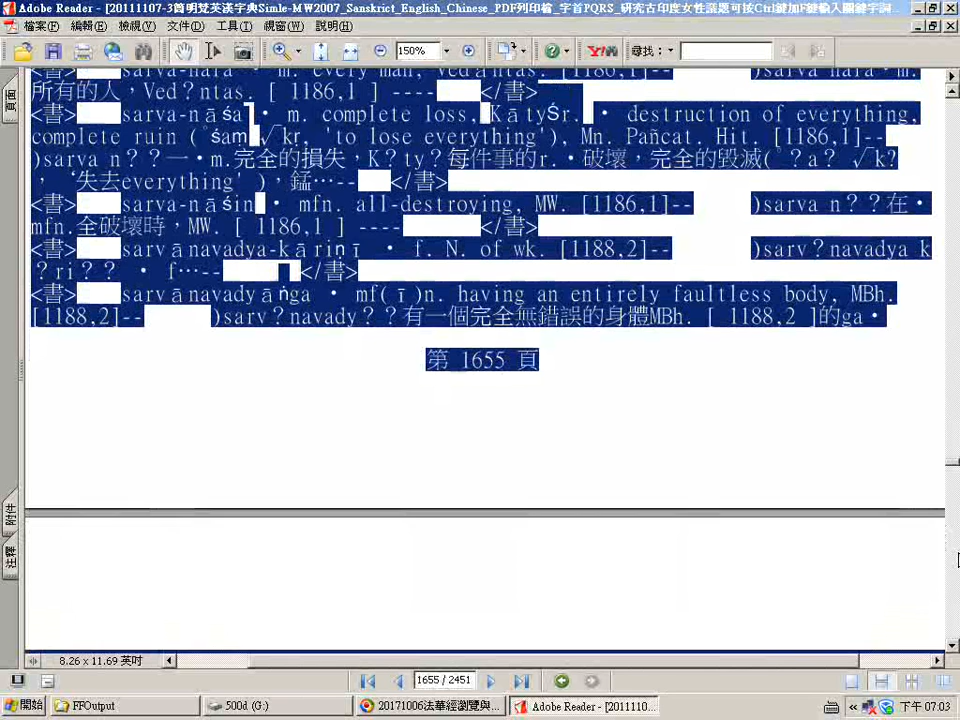 Adobe Reader - [20111107-3簡明梵英漢字典Simle-MW2007_Sanskrict_English_Chinese_PDF列印檔_字首PQRS_研究古印度女性議題可按Ctrl鍵加F鍵輸入關鍵字詞...
檔案(F) 編輯(E) 檢視(V) 文件(D) 工具(T) 視窗(W) 說明(H)
150% 尋找：
頁面
<書> sarva-nara • m. every man, Vedāntas. [1186,1]-- )sarva nara•m.
所有的人，Ved？ntas. [ 1186,1 ] ---- </書>
<書> sarva-nāśa • m. complete loss, KātyŚr. • destruction of everything,
complete ruin (°śaṃ √kṛ, 'to lose everything'), Mn. Pañcat. Hit. [1186,1]--
)sarva n？？一•m.完全的損失，K？ty？每件事的r.•破壞，完全的毀滅(°？a？ √k？
，‘失去everything’)，錳…-- </書>
<書> sarva-nāśin • mfn. all-destroying, MW. [1186,1]-- )sarva n？？在•
mfn.全破壞時，MW. [ 1186,1 ] ---- </書>
<書> sarvānavadya-kāriṇī • f. N. of wk. [1188,2]-- )sarv？navadya k
？ri？？ • f…-- </書>
<書> sarvānavadyāṅga • mf(ī)n. having an entirely faultless body, MBh.
[1188,2]-- )sarv？navady？？有一個完全無錯誤的身體MBh. [ 1188,2 ]的ga•
第 1655 頁
附件
注釋
8.26 x 11.69 英吋
1655 / 2451
開始 FFOutput 500d (G:) 20171006法華經瀏覽與... Adobe Reader - [2011110... 下午 07:03